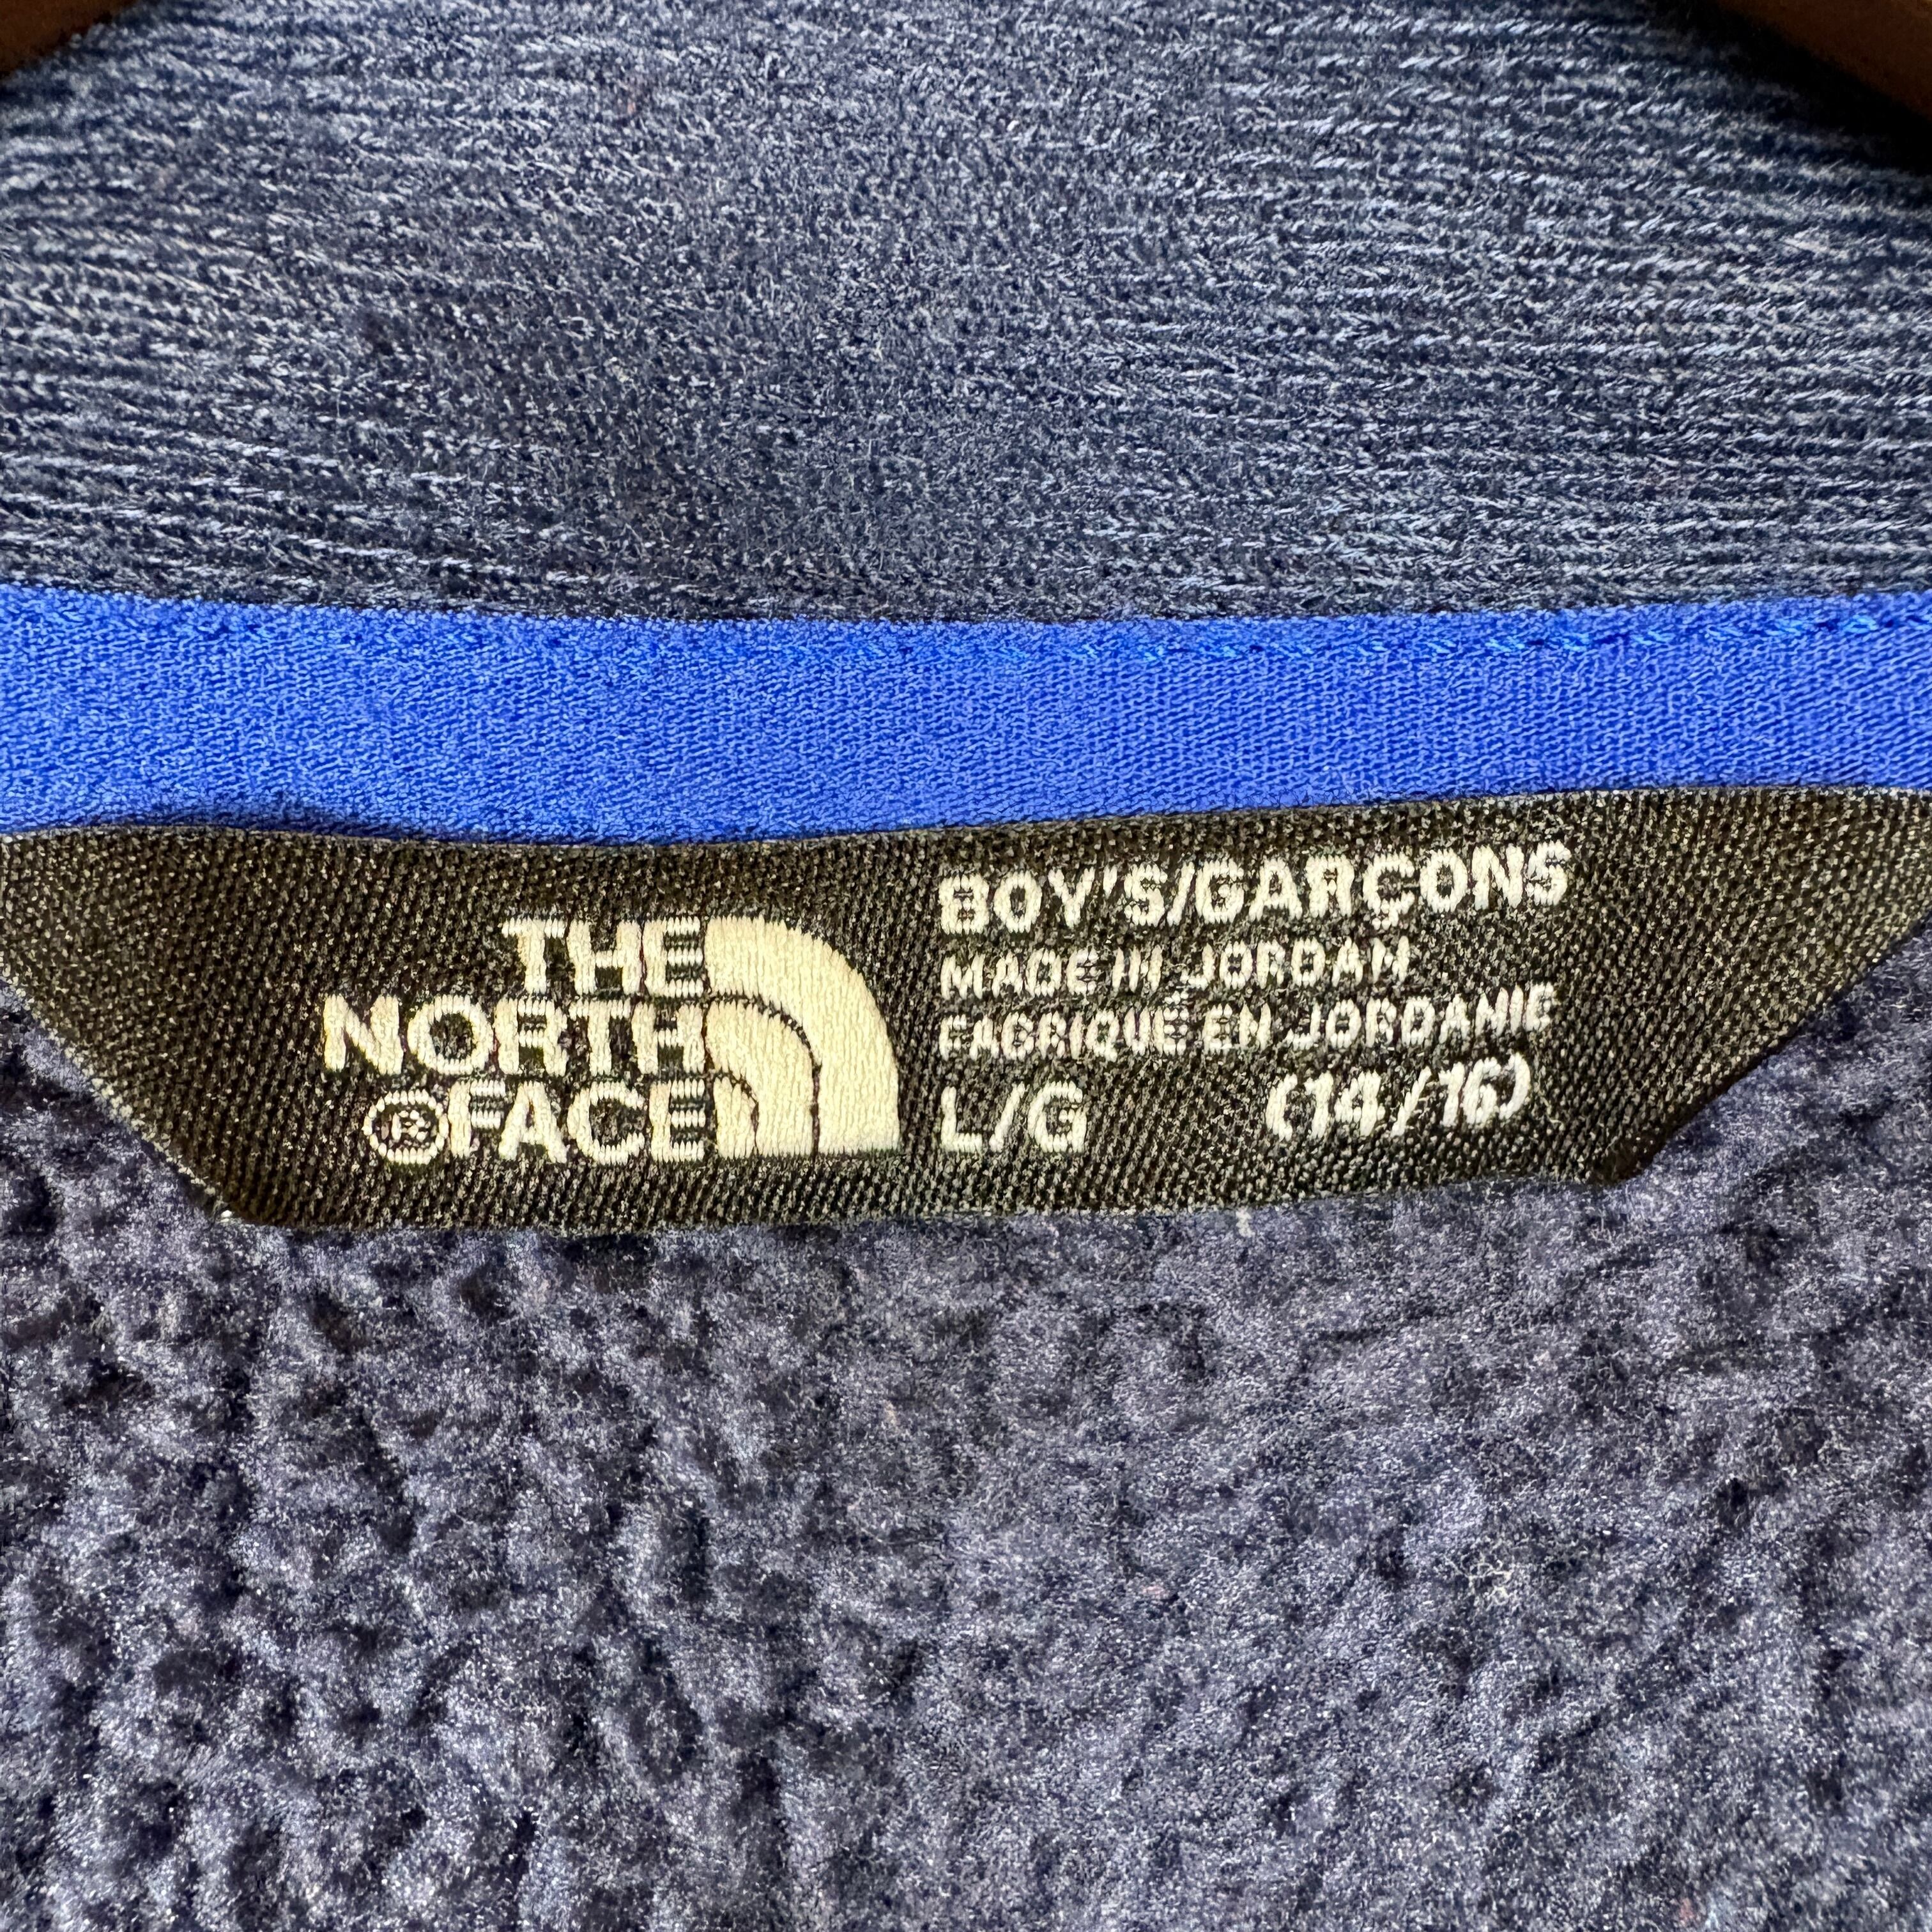 THE
NORTH
®FACE
BOY'S/GARÇONS
MADE IN JORDAN
FABRIQUÉ EN JORDANIE
L/G (14/16)